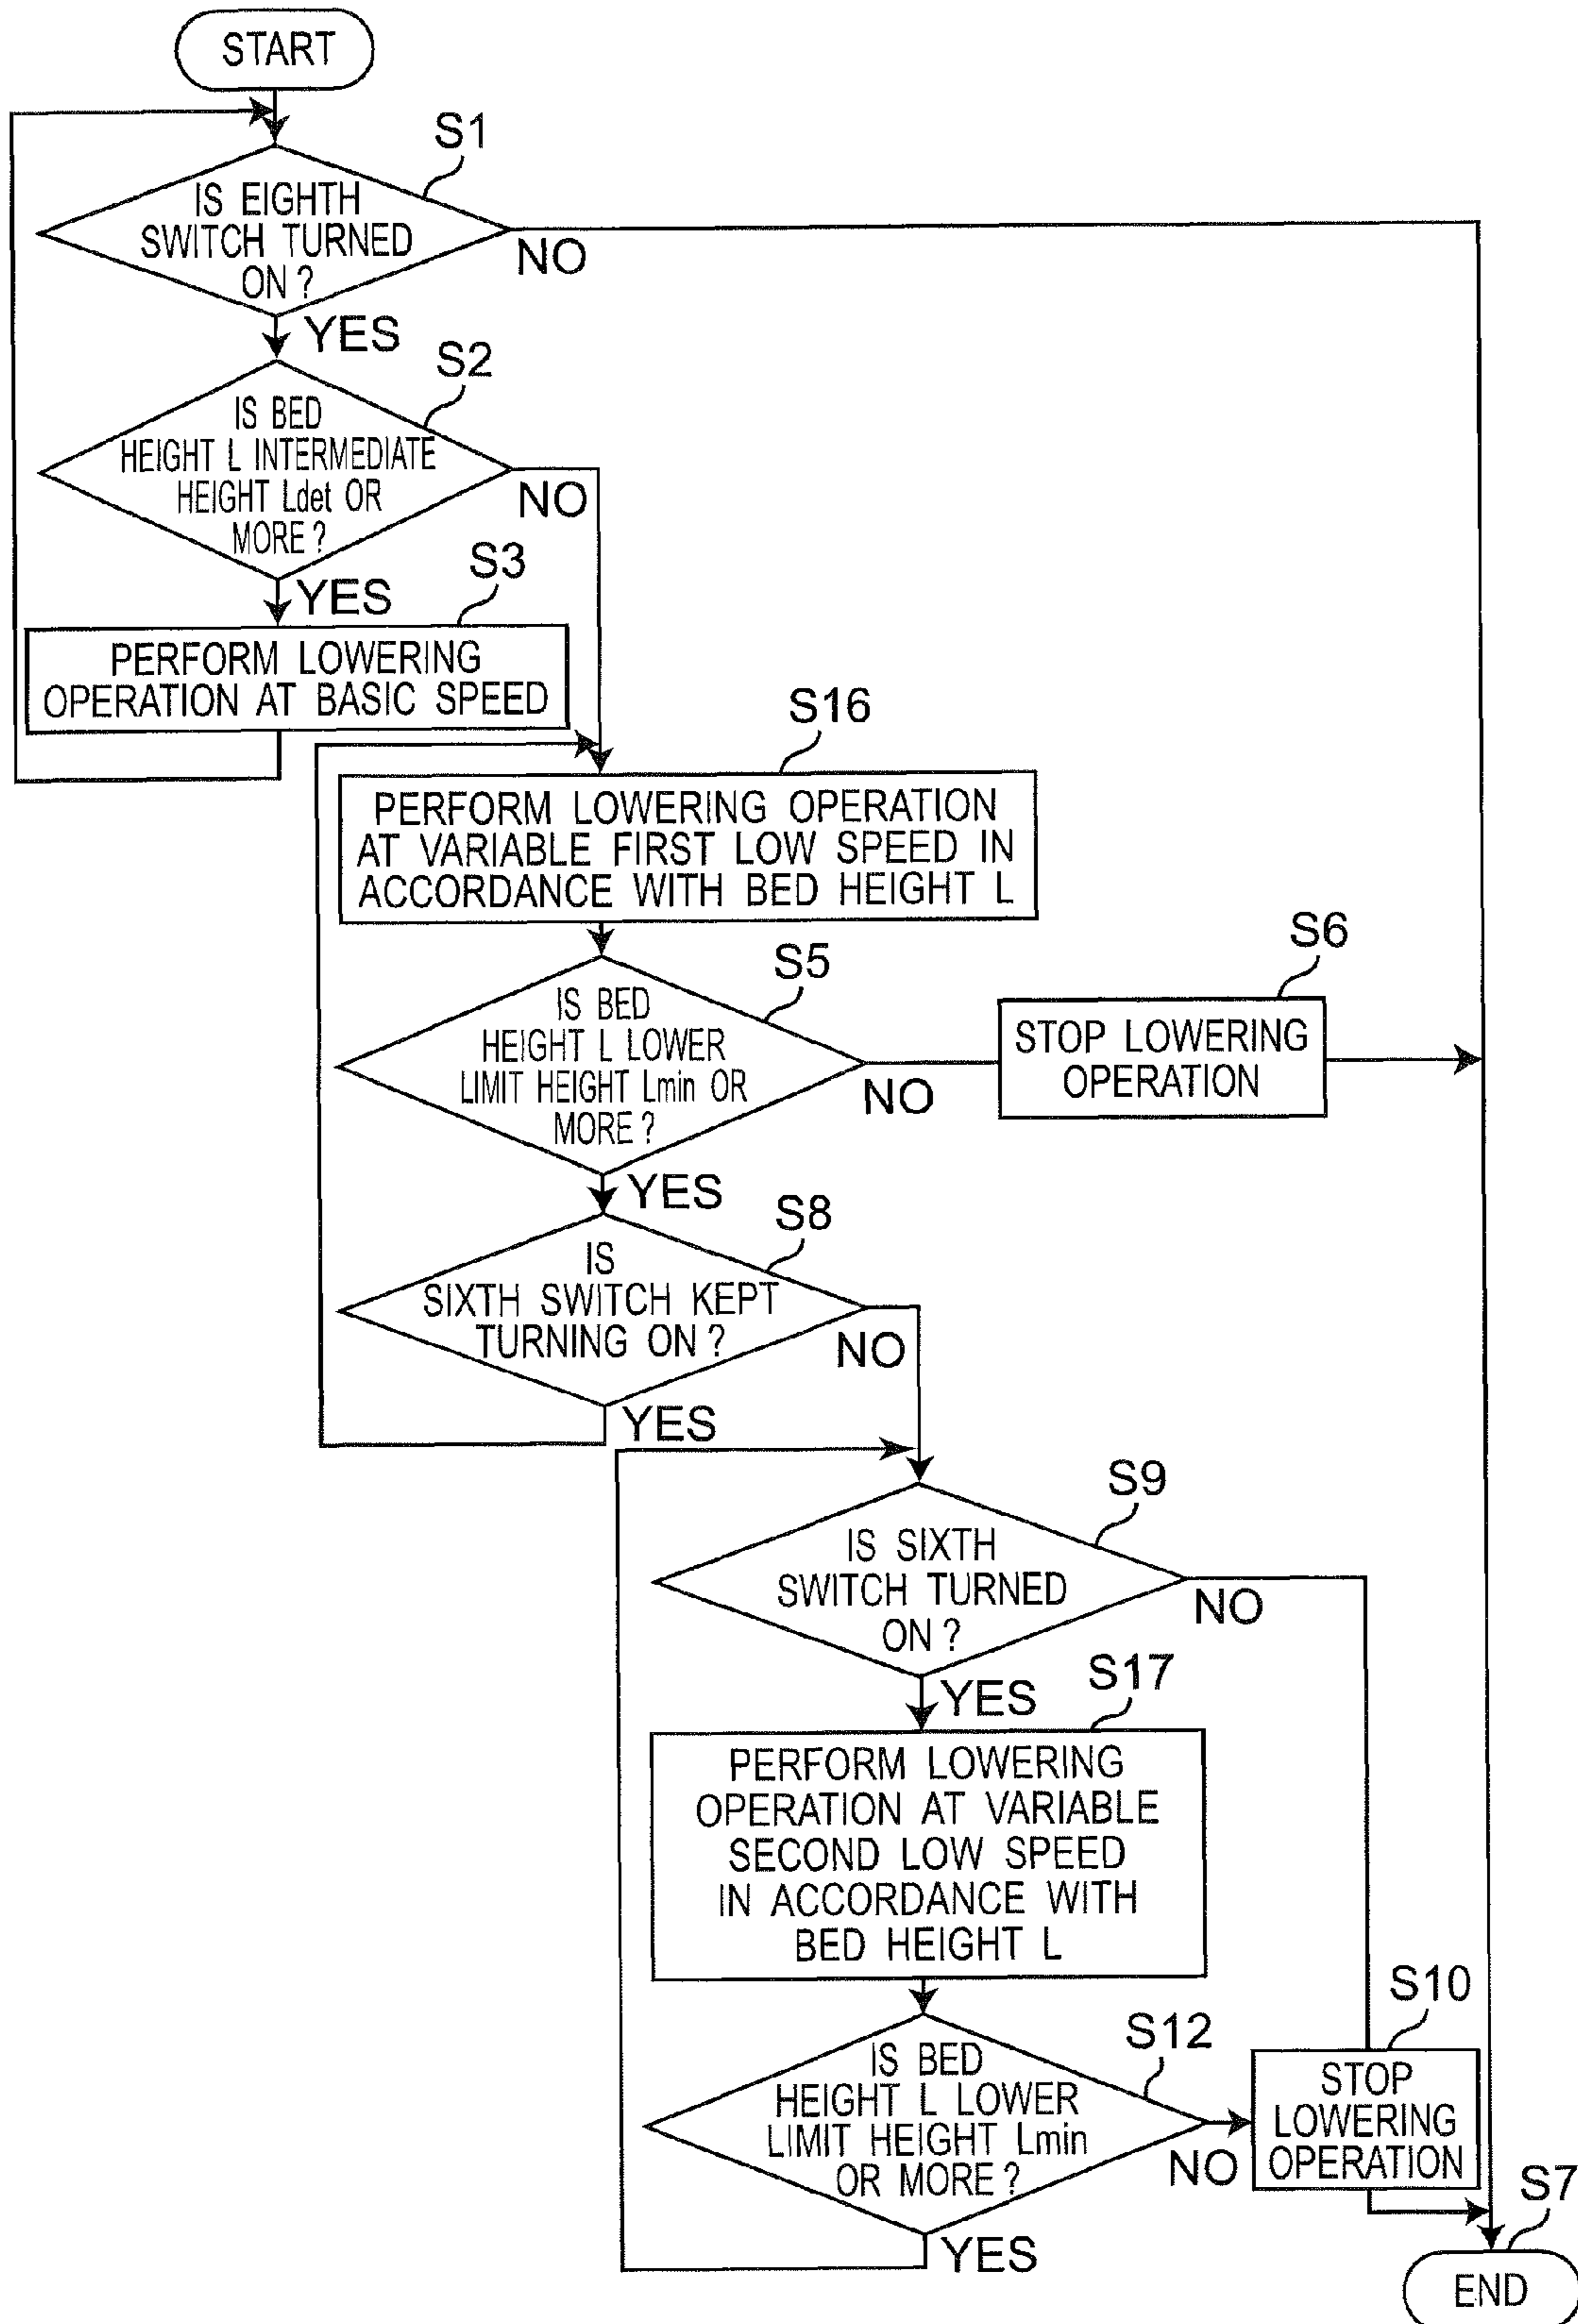 START
S1
IS EIGHTH
SWITCH TURNED
ON ?
NO
YES
S2
IS BED
HEIGHT L INTERMEDIATE
HEIGHT Ldet OR
MORE ?
NO
YES
S3
PERFORM LOWERING
OPERATION AT BASIC SPEED
S16
PERFORM LOWERING OPERATION
AT VARIABLE FIRST LOW SPEED IN
ACCORDANCE WITH BED HEIGHT L
S5
IS BED
HEIGHT L LOWER
LIMIT HEIGHT Lmin OR
MORE ?
NO
S6
STOP LOWERING
OPERATION
YES
S8
IS
SIXTH SWITCH KEPT
TURNING ON ?
NO
YES
S9
IS SIXTH
SWITCH TURNED
ON ?
NO
YES
S17
PERFORM LOWERING
OPERATION AT VARIABLE
SECOND LOW SPEED
IN ACCORDANCE WITH
BED HEIGHT L
S12
IS BED
HEIGHT L LOWER
LIMIT HEIGHT Lmin
OR MORE ?
NO
S10
STOP
LOWERING
OPERATION
YES
S7
END